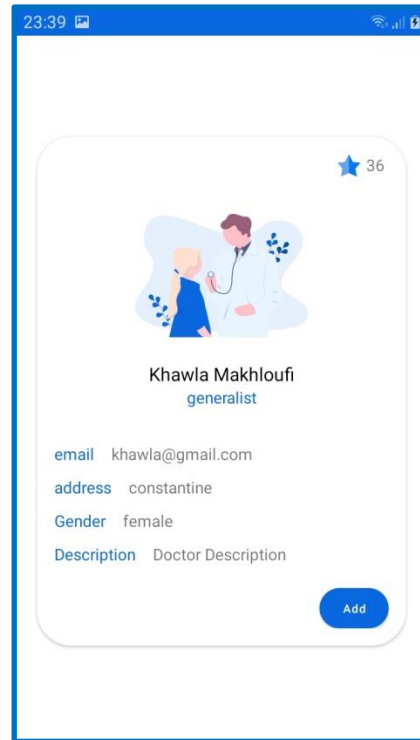 23:39
36
Khawla Makhloufi
generalist
email khawla@gmail.com
address constantine
Gender female
Description Doctor Description
Add